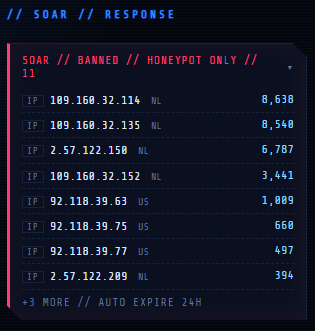 // SOAR // RESPONSE
SOAR // BANNED // HONEYPOT ONLY //
11
IP 109.160.32.114 NL 8,638
IP 109.160.32.135 NL 8,540
IP 2.57.122.150 NL 6,787
IP 109.160.32.152 NL 3,441
IP 92.118.39.63 US 1,009
IP 92.118.39.75 US 660
IP 92.118.39.77 US 497
IP 2.57.122.209 NL 394
+3 MORE // AUTO EXPIRE 24H